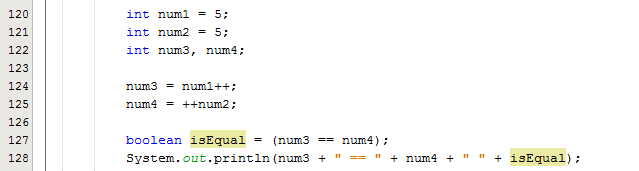 120 int num1 = 5;
121 int num2 = 5;
122 int num3, num4;
123
124 num3 = num1++;
125 num4 = ++num2;
126
127 boolean isEqual = (num3 == num4);
128 System.out.println(num3 + " == " + num4 + " " + isEqual);